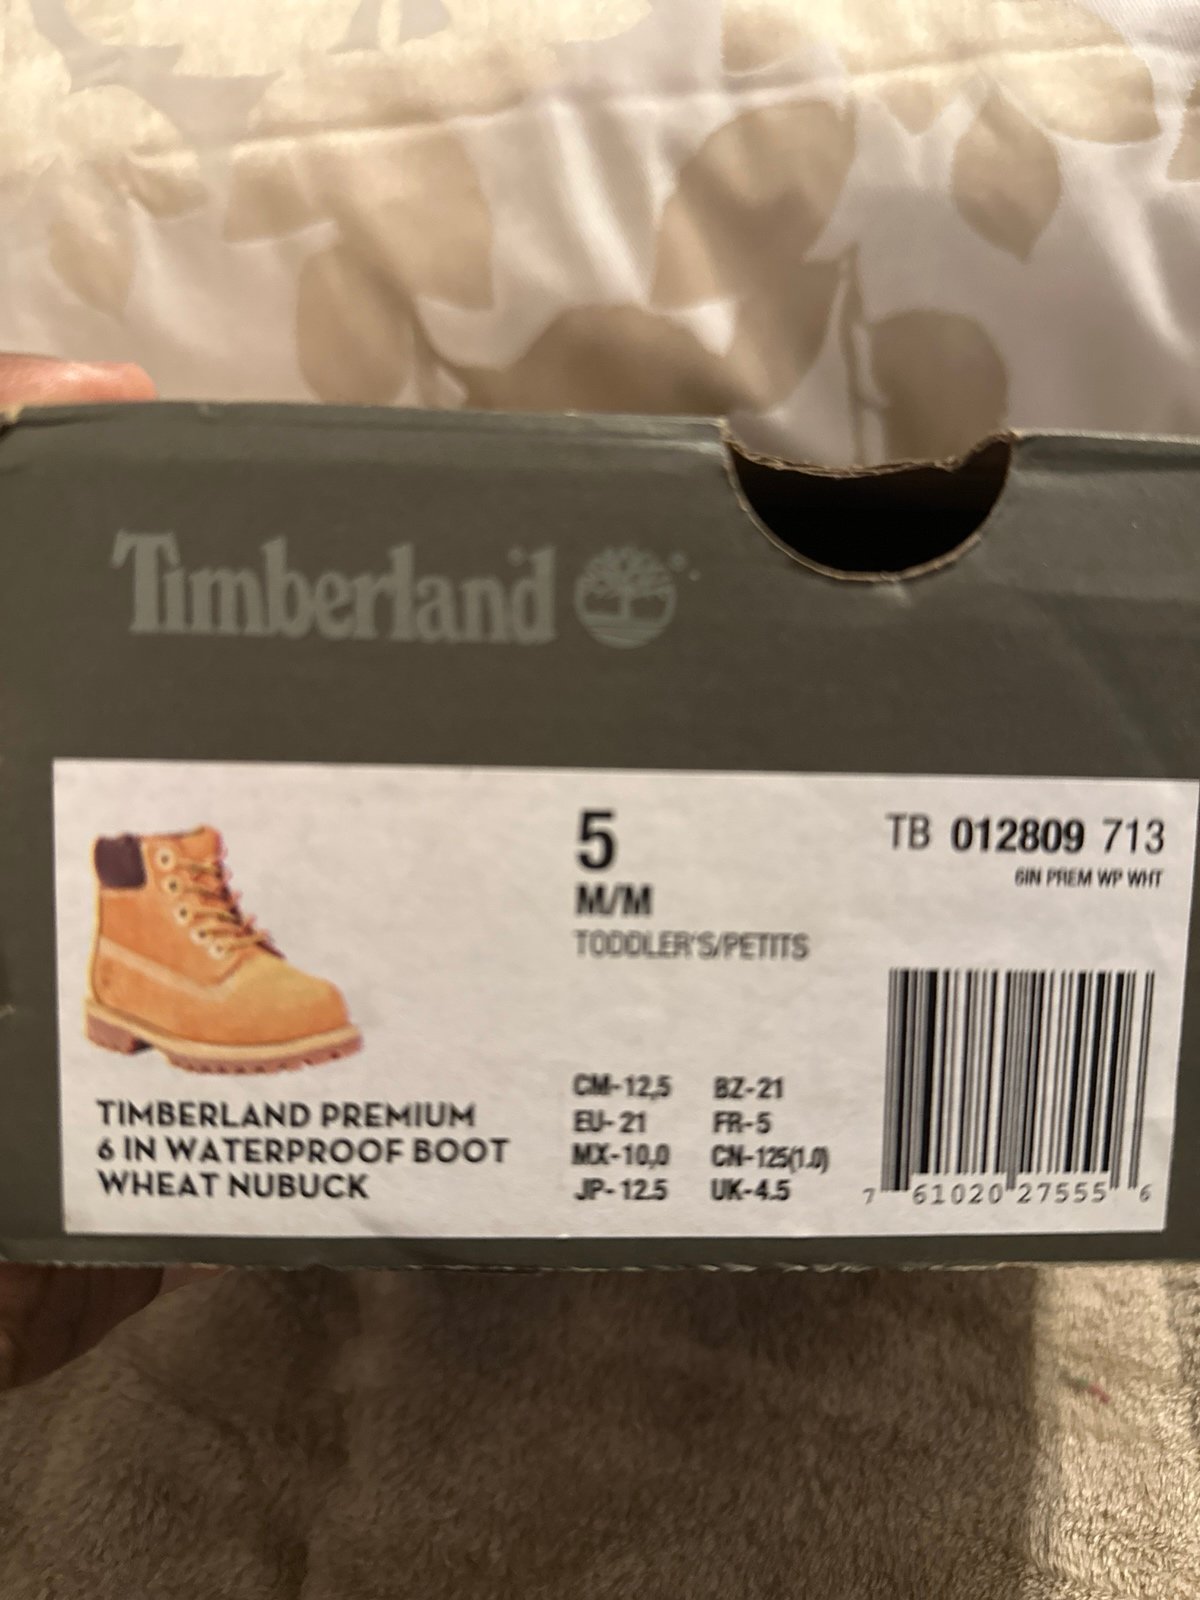 Timberland
5
M/M
TODDLER'S/PETITS
TB 012809 713
6IN PREM WP WHT
TIMBERLAND PREMIUM
6 IN WATERPROOF BOOT
WHEAT NUBUCK
CM-12,5 BZ-21
EU-21 FR-5
MX-10,0 CN-125(1.0)
JP-12.5 UK-4.5
7 61020 27555 6